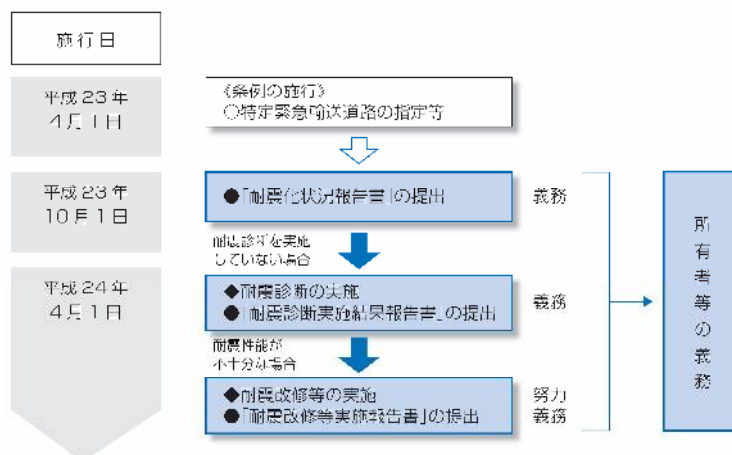 施行日
平成23年
4月1日
《条例の施行》
○特定緊急輸送道路の指定等
平成23年
10月1日
●「耐震化状況報告書」の提出
義務
耐震診断を実施
していない場合
平成24年
4月1日
◆耐震診断の実施
●「耐震診断実施結果報告書」の提出
義務
耐震性能が
不十分な場合
◆耐震改修等の実施
●「耐震改修等実施報告書」の提出
努力
義務
所有者等の義務